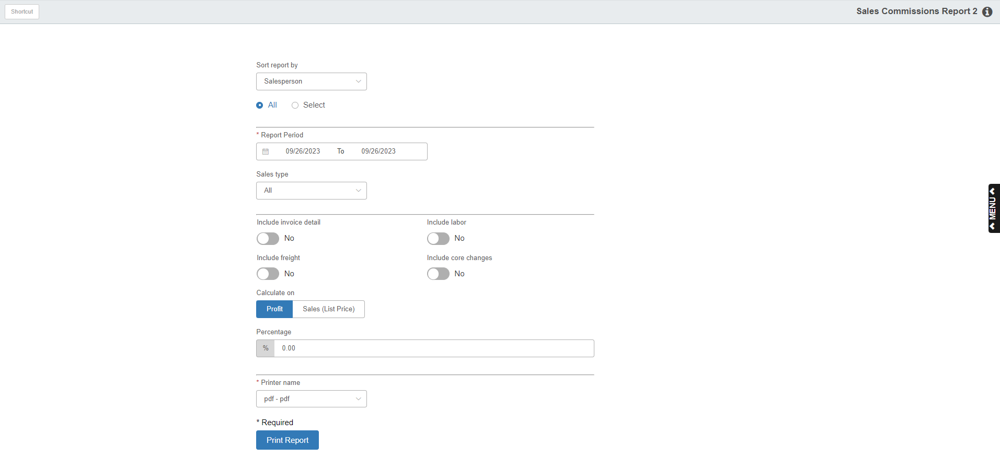 Shortcut
Sales Commissions Report 2
Sort report by
Salesperson
All Select
* Report Period
09/26/2023 To 09/26/2023
Sales type
All
Include invoice detail Include labor
No No
Include freight Include core changes
No No
Calculate on
Profit Sales (List Price)
Percentage
% 0.00
* Printer name
pdf - pdf
* Required
Print Report
MENU